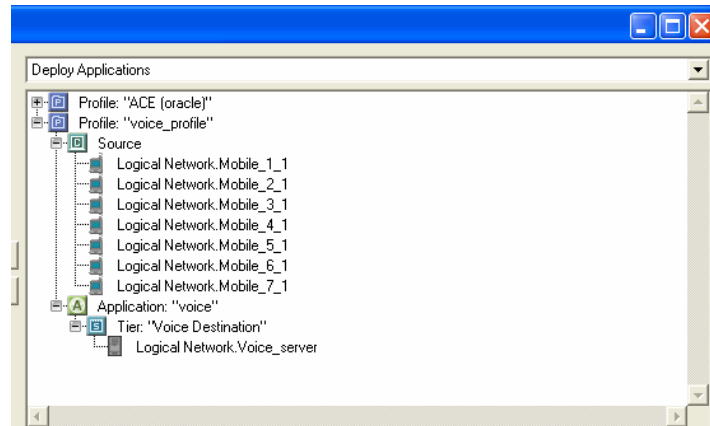 Deploy Applications
P Profile: "ACE (oracle)"
P Profile: "voice_profile"
D Source
Logical Network.Mobile_1_1
Logical Network.Mobile_2_1
Logical Network.Mobile_3_1
Logical Network.Mobile_4_1
Logical Network.Mobile_5_1
Logical Network.Mobile_6_1
Logical Network.Mobile_7_1
A Application: "voice"
S Tier: "Voice Destination"
Logical Network.Voice_server